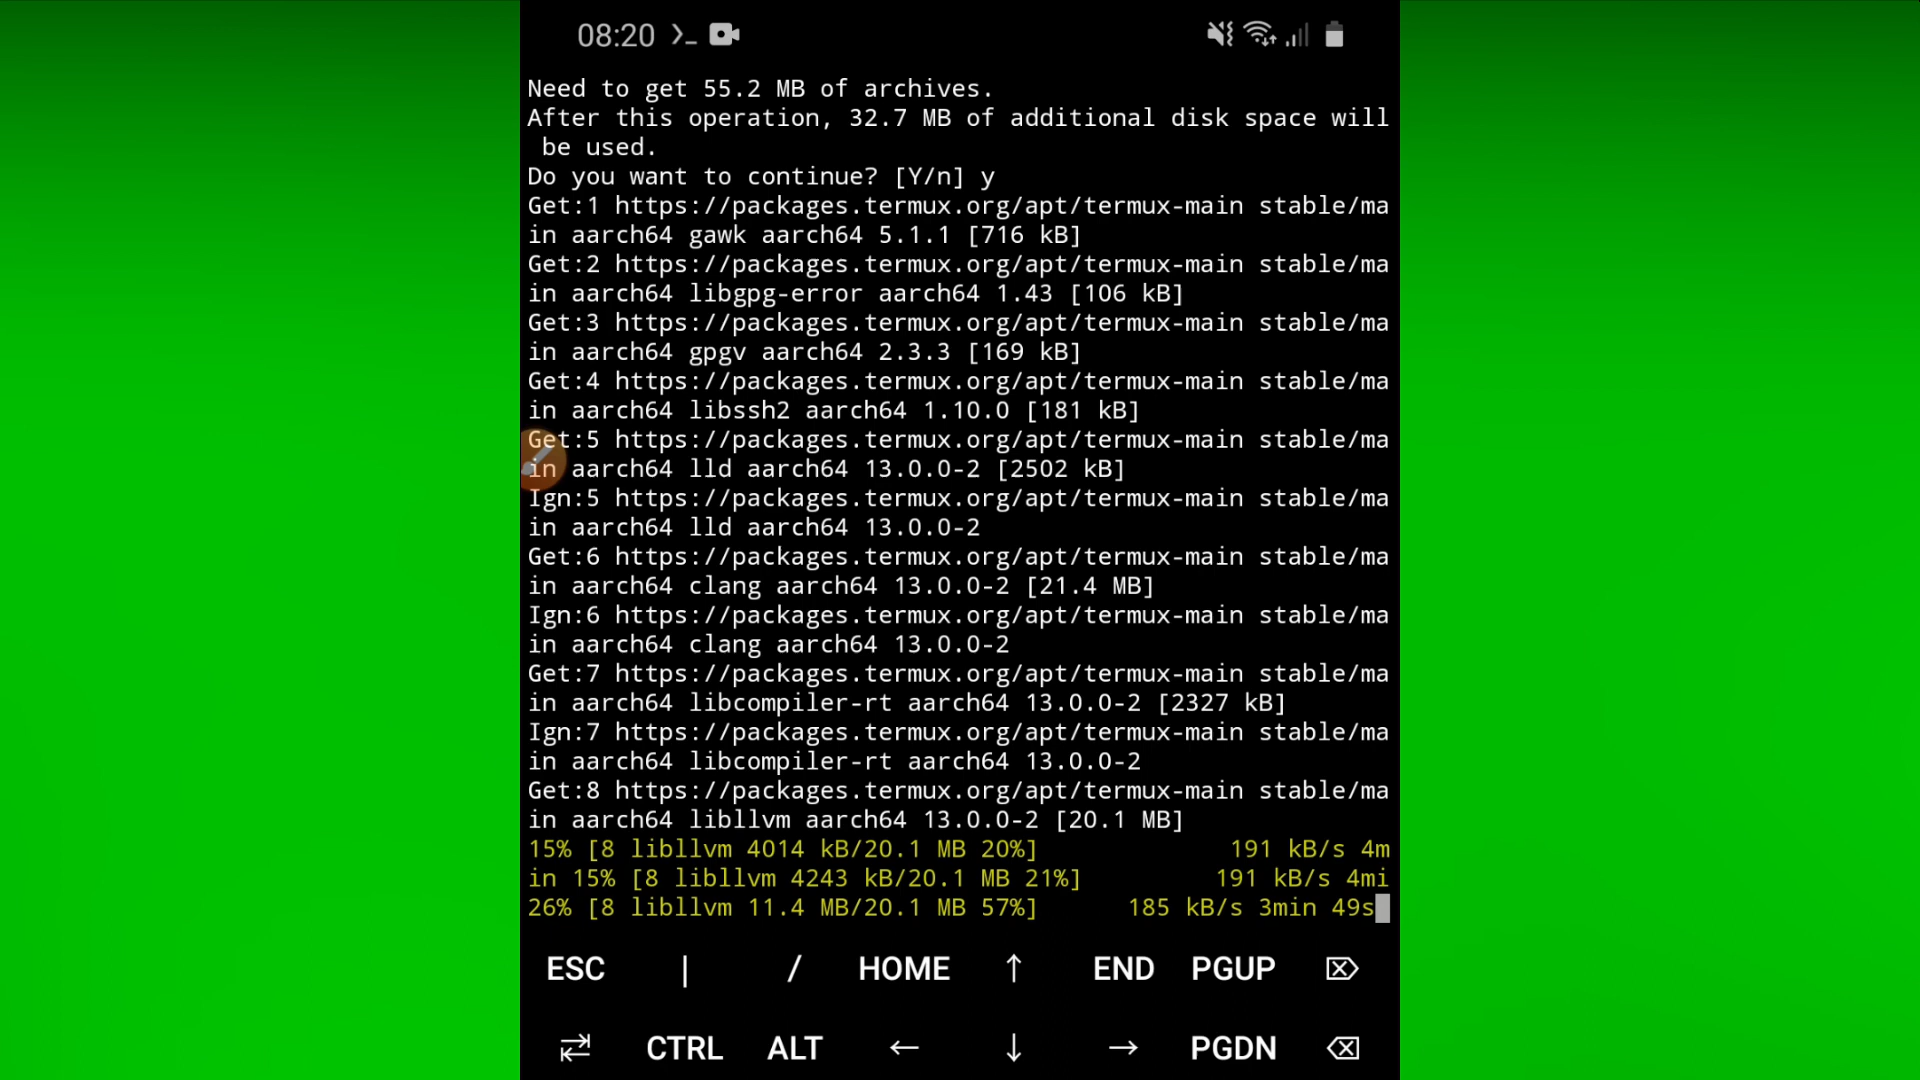 08:20
Need to get 55.2 MB of archives.
After this operation, 32.7 MB of additional disk space will
be used.
Do you want to continue? [Y/n] y
Get:1 https://packages.termux.org/apt/termux-main stable/ma
in aarch64 gawk aarch64 5.1.1 [716 kB]
Get:2 https://packages.termux.org/apt/termux-main stable/ma
in aarch64 libgpg-error aarch64 1.43 [106 kB]
Get:3 https://packages.termux.org/apt/termux-main stable/ma
in aarch64 gpgv aarch64 2.3.3 [169 kB]
Get:4 https://packages.termux.org/apt/termux-main stable/ma
in aarch64 libssh2 aarch64 1.10.0 [181 kB]
Get:5 https://packages.termux.org/apt/termux-main stable/ma
in aarch64 lld aarch64 13.0.0-2 [2502 kB]
Ign:5 https://packages.termux.org/apt/termux-main stable/ma
in aarch64 lld aarch64 13.0.0-2
Get:6 https://packages.termux.org/apt/termux-main stable/ma
in aarch64 clang aarch64 13.0.0-2 [21.4 MB]
Ign:6 https://packages.termux.org/apt/termux-main stable/ma
in aarch64 clang aarch64 13.0.0-2
Get:7 https://packages.termux.org/apt/termux-main stable/ma
in aarch64 libcompiler-rt aarch64 13.0.0-2 [2327 kB]
Ign:7 https://packages.termux.org/apt/termux-main stable/ma
in aarch64 libcompiler-rt aarch64 13.0.0-2
Get:8 https://packages.termux.org/apt/termux-main stable/ma
in aarch64 libllvm aarch64 13.0.0-2 [20.1 MB]
15% [8 libllvm 4014 kB/20.1 MB 20%] 191 kB/s 4m
in 15% [8 libllvm 4243 kB/20.1 MB 21%] 191 kB/s 4mi
26% [8 libllvm 11.4 MB/20.1 MB 57%] 185 kB/s 3min 49s
ESC | / HOME ↑ END PGUP ⌦
⇄ CTRL ALT ← ↓ → PGDN ⌫